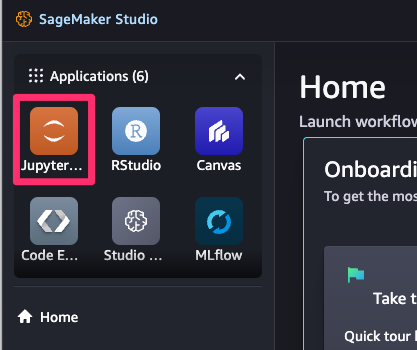 SageMaker Studio
Applications (6)
Jupyter...
RStudio
Canvas
Code E...
Studio ...
MLflow
Home
Home
Launch workflow
Onboardi
To get the mos
Take t
Quick tour